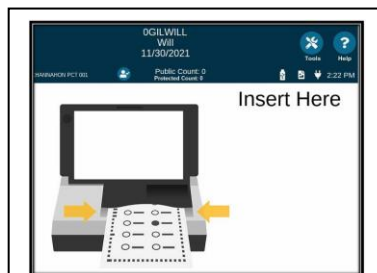 0GILWILL
Will
11/30/2021
Tools
Help
HANNAHON PCT 001
Public Count: 0
Protected Count: 0
2:22 PM
Insert Here